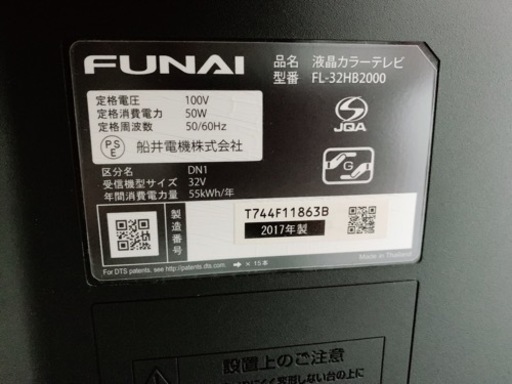 FUNAI
品名 液晶カラーテレビ
型番 FL-32HB2000
定格電圧 100V
定格消費電力 50W
定格周波数 50/60Hz
PSE 船井電機株式会社
JQA
G
区分名 DN1
受信機型サイズ 32V
年間消費電力量 55kWh/年
製造番号
T744F11863B
2017年製
For DTS patents, see http://patents.dts.com. ➔ × 15本
Made in Thailand
設置上のご注意